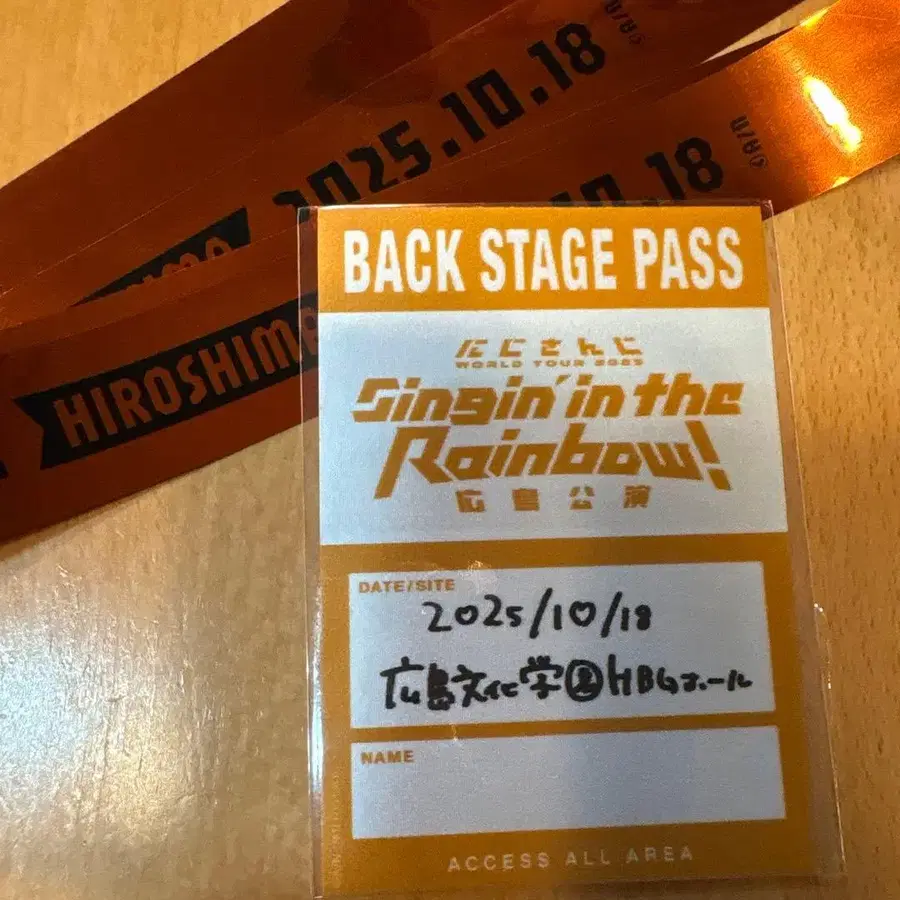 2025.10.18
10.18
HIROSHIMA
BACK STAGE PASS
にじさんじ
WORLD TOUR 2025
Singin' in the
Rainbow!
広島公演
DATE/SITE
2025/10/18
広島文化学園HBGホール
NAME
ACCESS ALL AREA